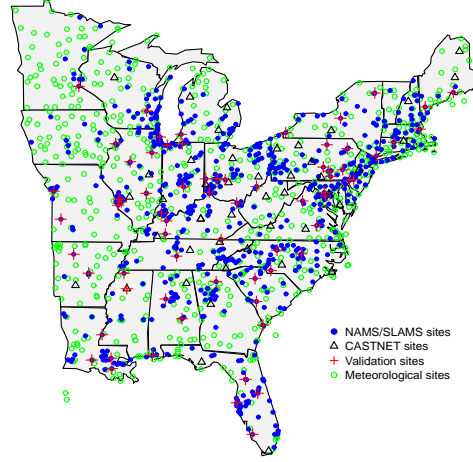 NAMS/SLAMS sites
CASTNET sites
Validation sites
Meteorological sites